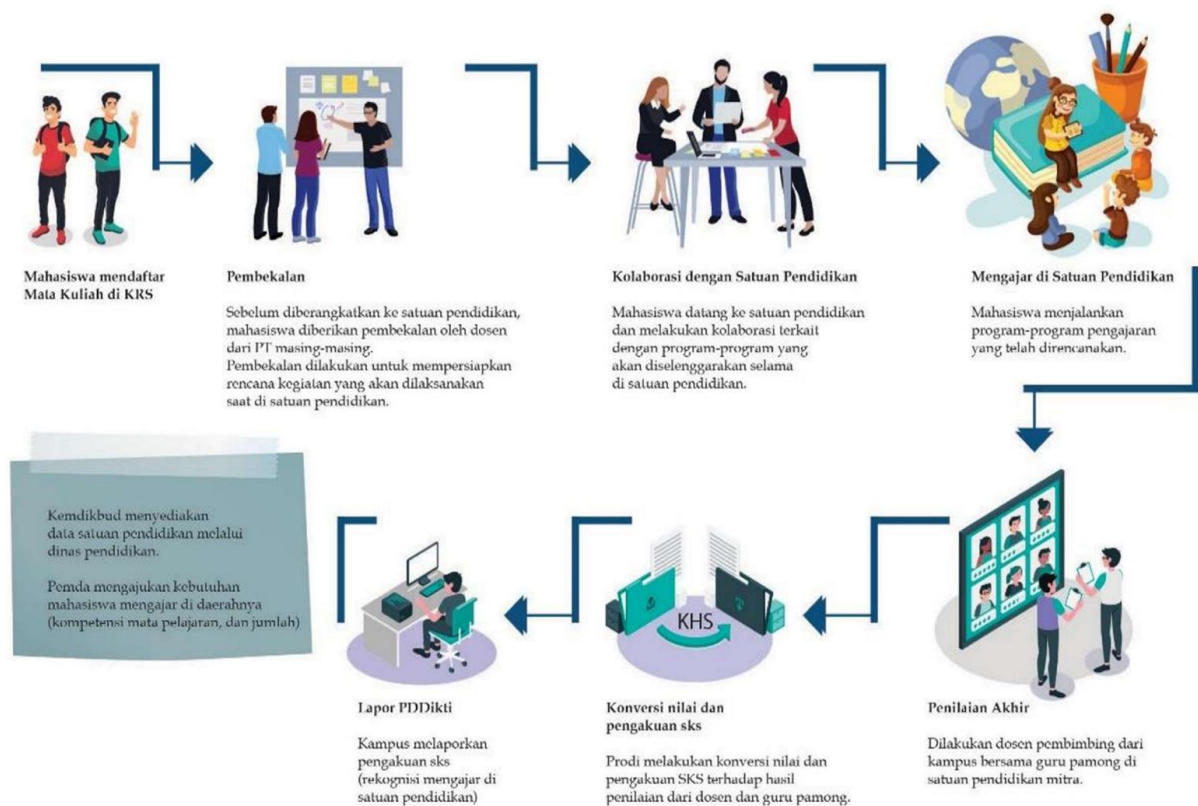 Mahasiswa mendaftar
Mata Kuliah di KRS
Pembekalan
Sebelum diberangkatkan ke satuan pendidikan,
mahasiswa diberikan pembekalan oleh dosen
dari PT masing-masing.
Pembekalan dilakukan untuk mempersiapkan
rencana kegiatan yang akan dilaksanakan
saat di satuan pendidikan.
Kolaborasi dengan Satuan Pendidikan
Mahasiswa datang ke satuan pendidikan
dan melakukan kolaborasi terkait
dengan program-program yang
akan diselenggarakan selama
di satuan pendidikan.
Mengajar di Satuan Pendidikan
Mahasiswa menjalankan
program-program pengajaran
yang telah direncanakan.
Penilaian Akhir
Dilakukan dosen pembimbing dari
kampus bersama guru pamong di
satuan pendidikan mitra.
KHS
Konversi nilai dan
pengakuan sks
Prodi melakukan konversi nilai dan
pengakuan SKS terhadap hasil
penilaian dari dosen dan guru pamong.
Lapor PDDikti
Kampus melaporkan
pengakuan sks
(rekognisi mengajar di
satuan pendidikan)
Kemdikbud menyediakan
data satuan pendidikan melalui
dinas pendidikan.
Pemda mengajukan kebutuhan
mahasiswa mengajar di daerahnya
(kompetensi mata pelajaran, dan jumlah)